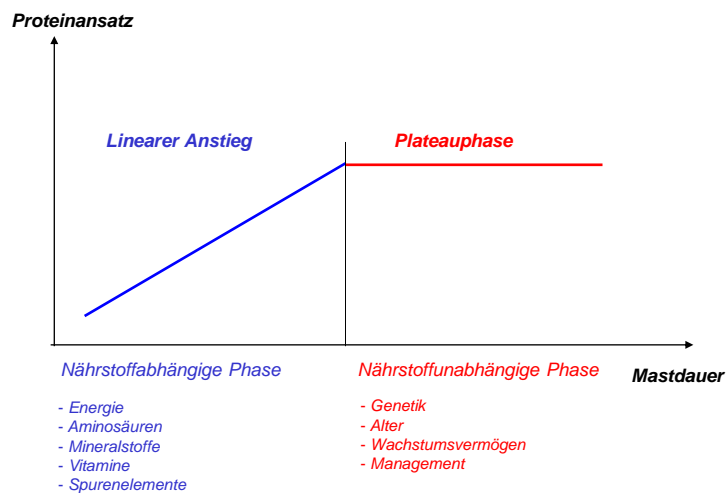 Proteinansatz
Linearer Anstieg
Plateauphase
Nährstoffabhängige Phase
Nährstoffunabhängige Phase
Mastdauer
- Energie
- Aminosäuren
- Mineralstoffe
- Vitamine
- Spurenelemente
- Genetik
- Alter
- Wachstumsvermögen
- Management